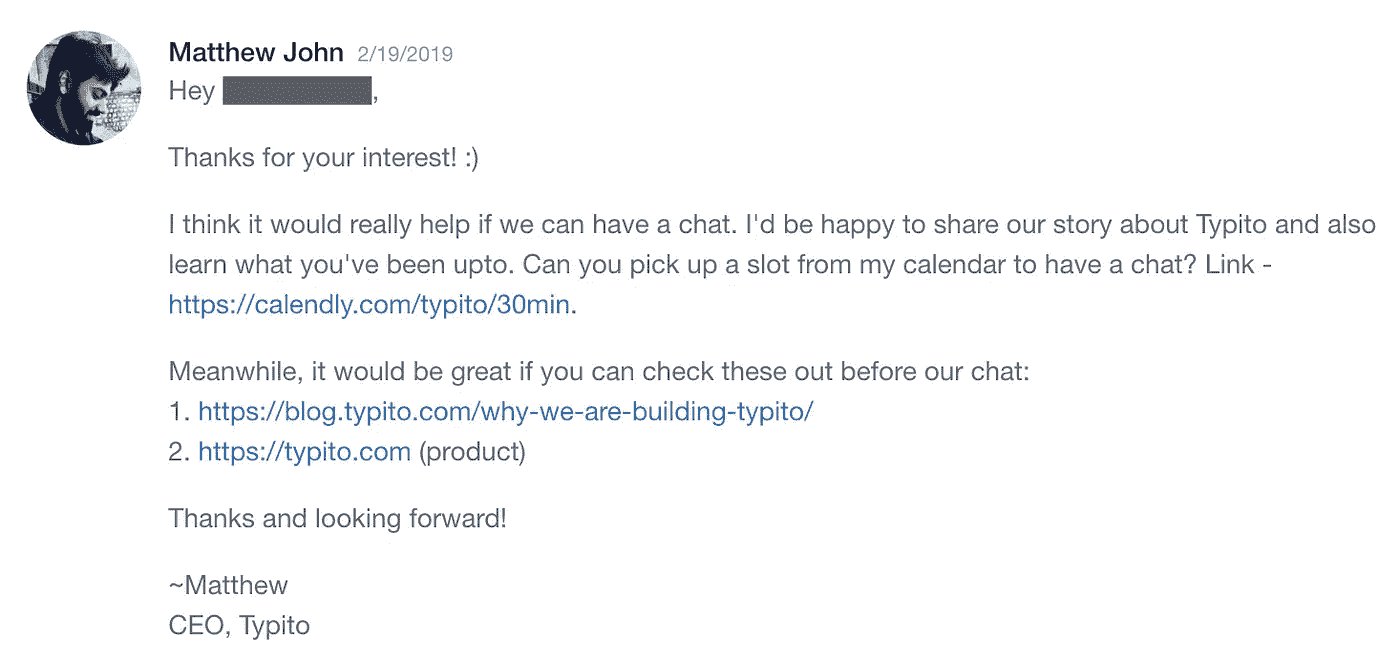 Matthew John 2/19/2019
Hey ,
Thanks for your interest! :)
I think it would really help if we can have a chat. I'd be happy to share our story about Typito and also
learn what you've been upto. Can you pick up a slot from my calendar to have a chat? Link -
https://calendly.com/typito/30min.
Meanwhile, it would be great if you can check these out before our chat:
1. https://blog.typito.com/why-we-are-building-typito/
2. https://typito.com (product)
Thanks and looking forward!
~Matthew
CEO, Typito